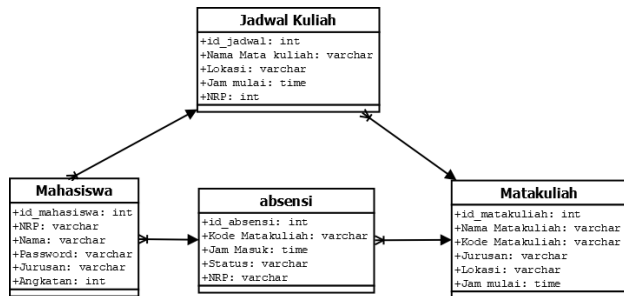 Jadwal Kuliah
+id_jadwal: int
+Nama Mata kuliah: varchar
+Lokasi: varchar
+Jam mulai: time
+NRP: int
Mahasiswa
+id_mahasiswa: int
+NRP: varchar
+Nama: varchar
+Password: varchar
+Jurusan: varchar
+Angkatan: int
absensi
+id_absensi: int
+Kode Matakuliah: varchar
+Jam Masuk: time
+Status: varchar
+NRP: varchar
Matakuliah
+id_matakuliah: int
+Nama Matakuliah: varchar
+Kode Matakuliah: varchar
+Jurusan: varchar
+Lokasi: varchar
+Jam mulai: time